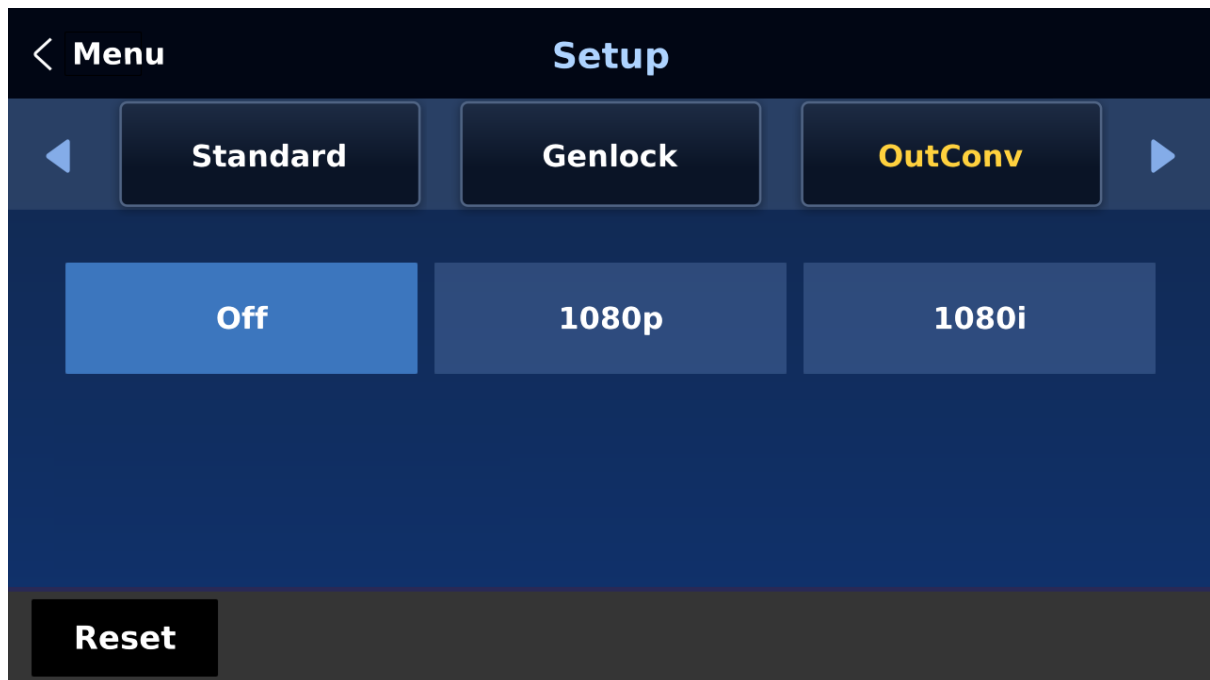 Menu
Setup
Standard
Genlock
OutConv
Off
1080p
1080i
Reset